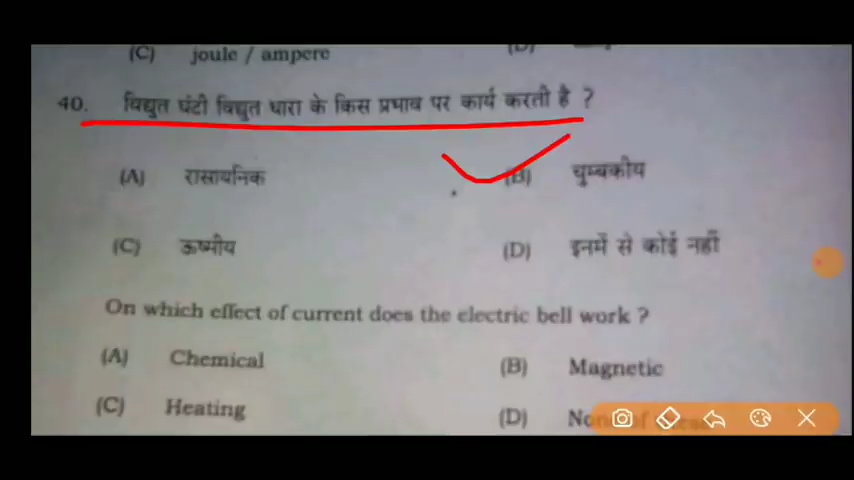 (C) joule / ampere (D)
40. विद्युत घंटी विद्युत धारा के किस प्रभाव पर कार्य करती है ?
(A) रासायनिक (B) चुम्बकीय
(C) ऊष्मीय (D) इनमें से कोई नहीं
On which effect of current does the electric bell work ?
(A) Chemical (B) Magnetic
(C) Heating (D)